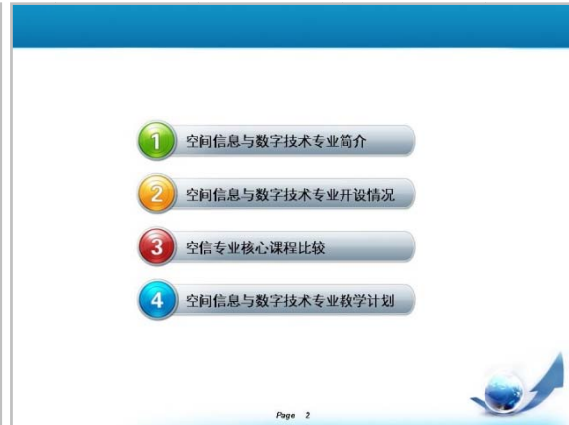 1 空间信息与数字技术专业简介
2 空间信息与数字技术专业开设情况
3 空信专业核心课程比较
4 空间信息与数字技术专业教学计划
Page 2